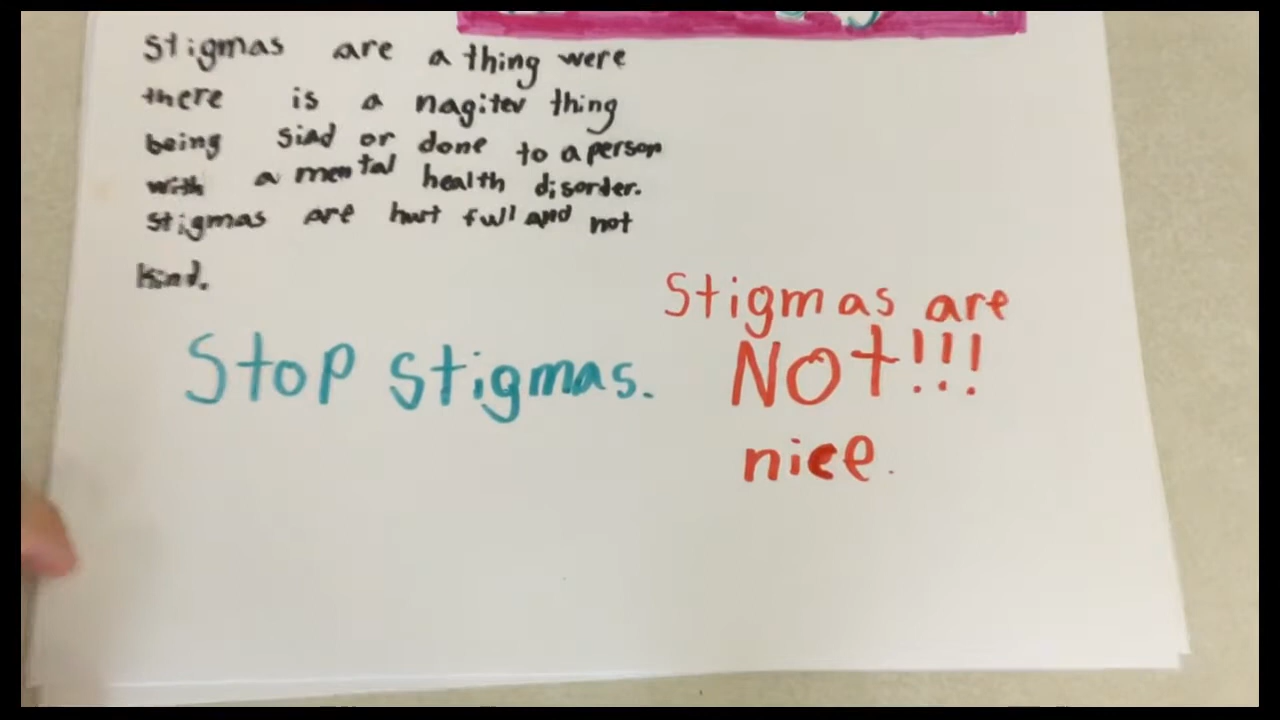 Stigmas are a thing were
there is a nagitev thing
being siad or done to a person
with a mental health disorder.
Stigmas are hurt full and not
kind.
Stop stigmas.
Stigmas are
NOt!!!
nice.